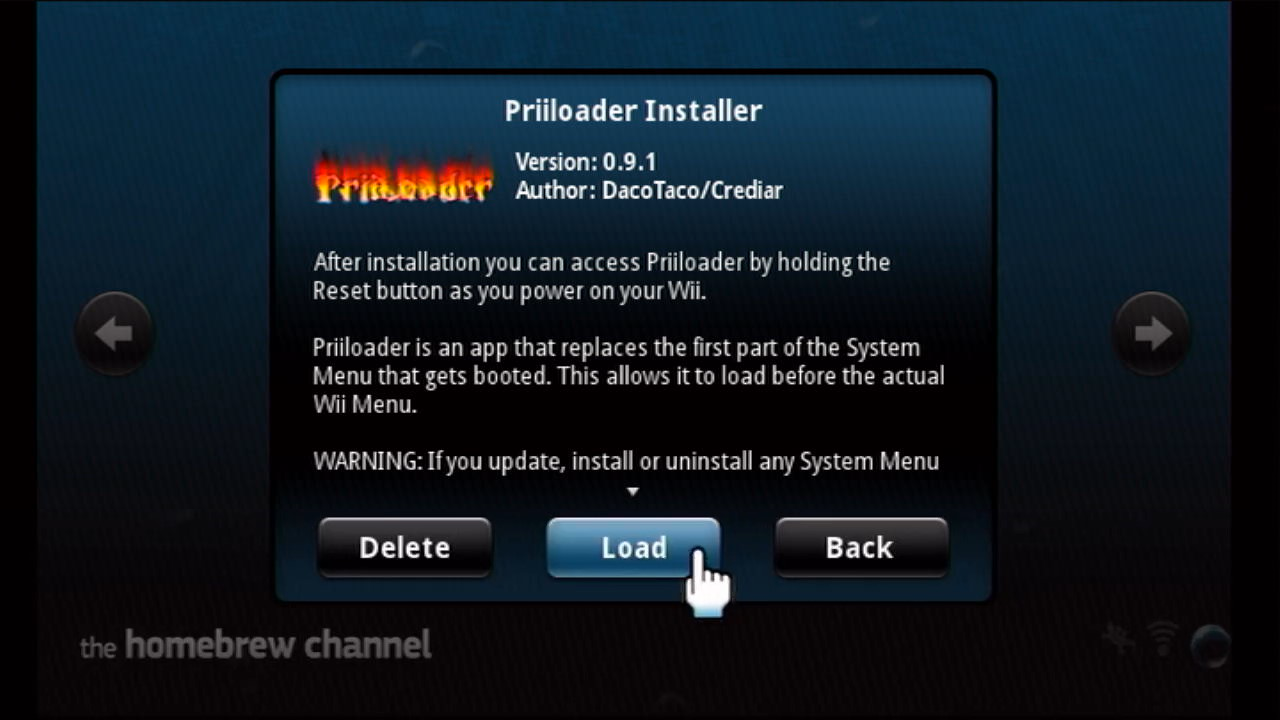 Priiloader Installer
PriiLoader
Version: 0.9.1
Author: DacoTaco/Crediar
After installation you can access Priiloader by holding the
Reset button as you power on your Wii.
Priiloader is an app that replaces the first part of the System
Menu that gets booted. This allows it to load before the actual
Wii Menu.
WARNING: If you update, install or uninstall any System Menu
Delete
Load
Back
the homebrew channel